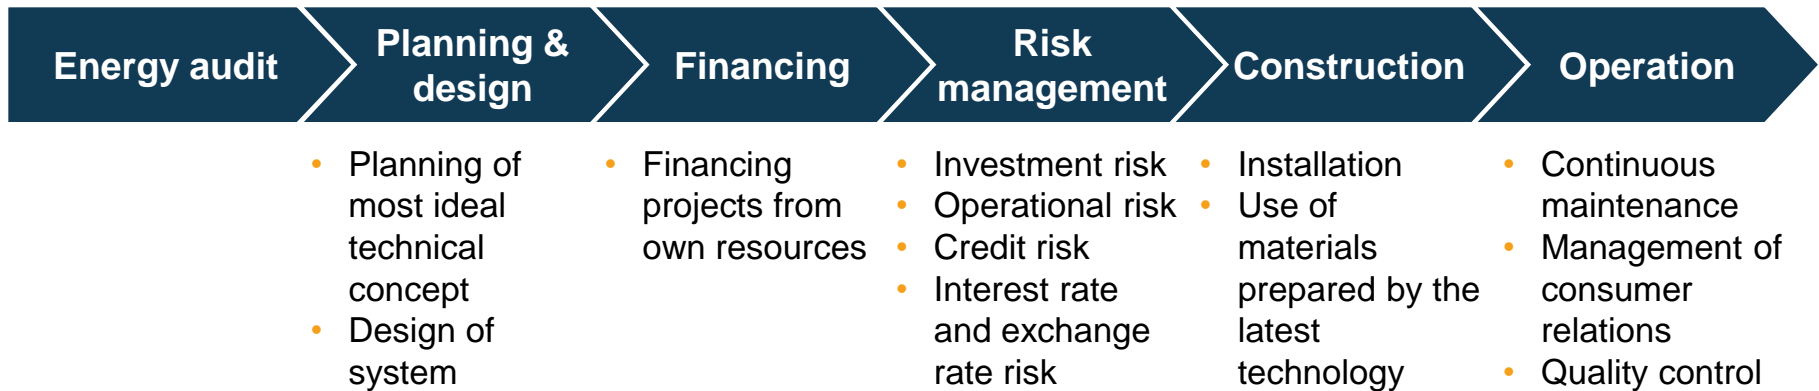 Energy audit
Planning &
design
Financing
Risk
management
Construction
Operation
• Planning of
most ideal
technical
concept
• Design of
system
• Financing
projects from
own resources
• Investment risk
• Operational risk
• Credit risk
• Interest rate
and exchange
rate risk
• Installation
• Use of
materials
prepared by the
latest
technology
• Continuous
maintenance
• Management of
consumer
relations
• Quality control